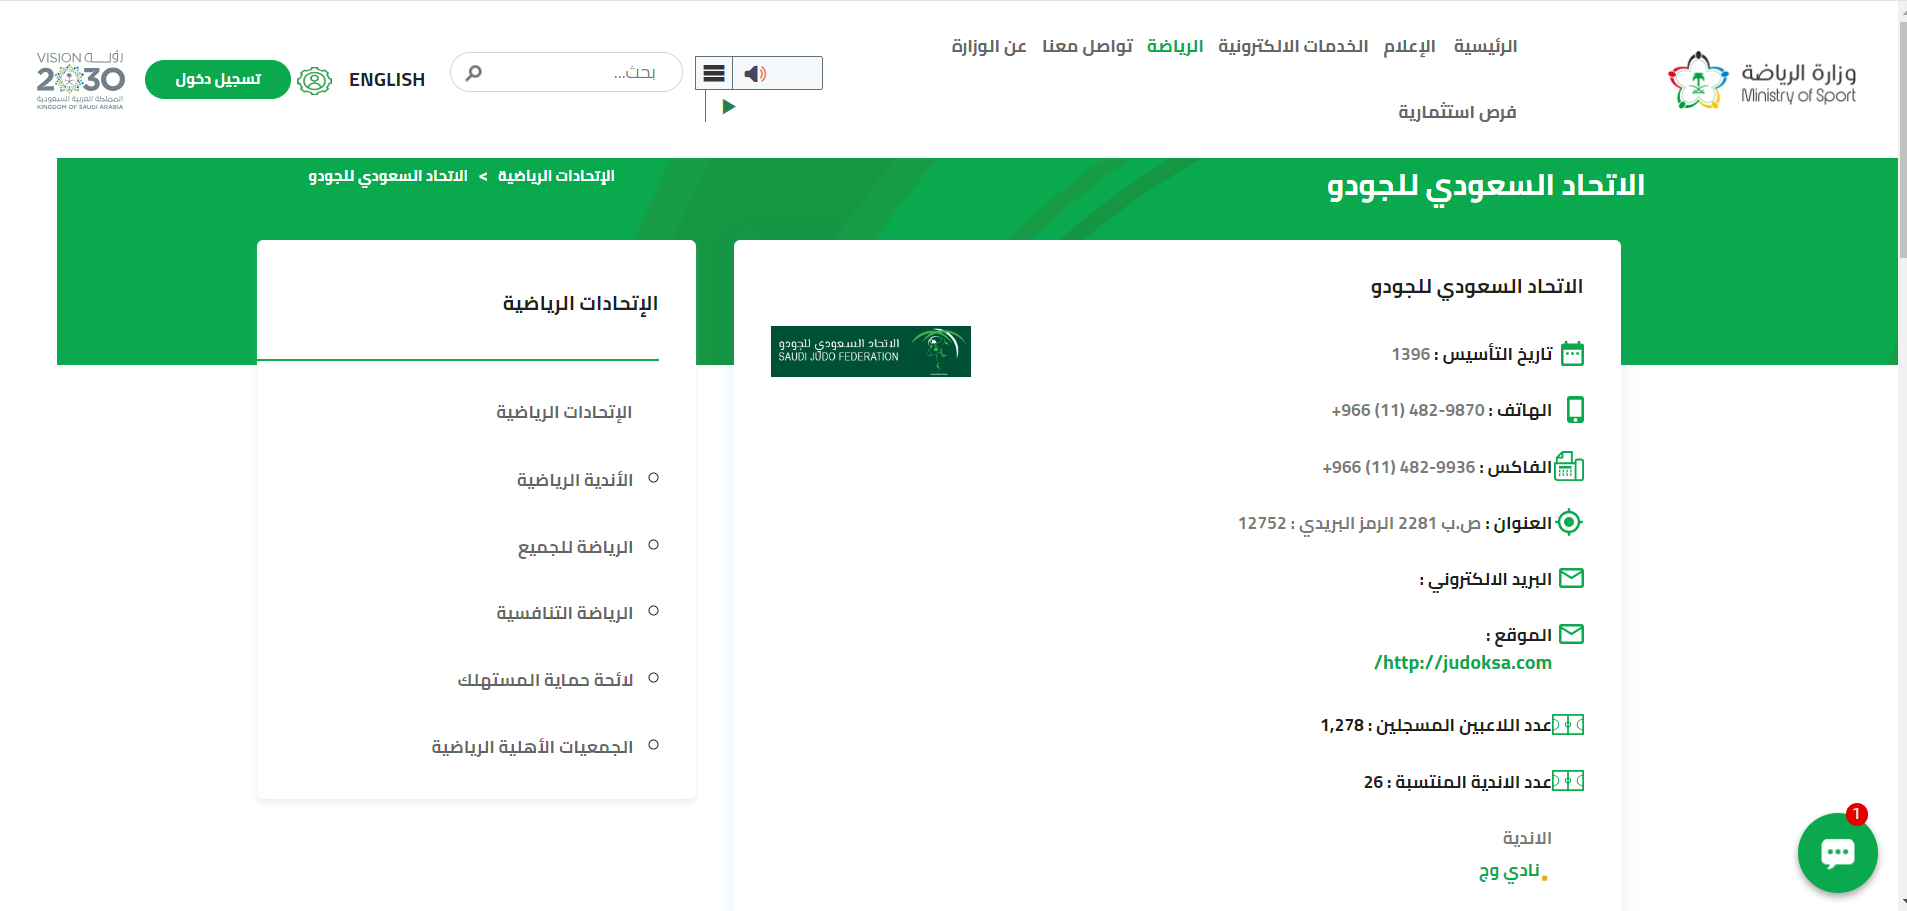 وزارة الرياضة
Ministry of Sport
الرئيسية
الإعلام
الخدمات الالكترونية
الرياضة
تواصل معنا
عن الوزارة
فرص استثمارية
بحث...
ENGLISH
تسجيل دخول
VISION رؤيـــة
2030
المملكة العربية السعودية
KINGDOM OF SAUDI ARABIA
الاتحاد السعودي للجودو
الإتحادات الرياضية > الاتحاد السعودي للجودو
الاتحاد السعودي للجودو
تاريخ التأسيس : 1396
الاتحاد السعودي للجودو
SAUDI JUDO FEDERATION
الهاتف : 9870-482 (11) 966+
الفاكس : 9936-482 (11) 966+
العنوان : ص.ب 2281 الرمز البريدي : 12752
البريد الالكتروني :
الموقع :
http://judoksa.com/
عدد اللاعبين المسجلين : 1,278
عدد الاندية المنتسبة : 26
الاندية
نادي وج
الإتحادات الرياضية
الإتحادات الرياضية
الأندية الرياضية
الرياضة للجميع
الرياضة التنافسية
لائحة حماية المستهلك
الجمعيات الأهلية الرياضية
1